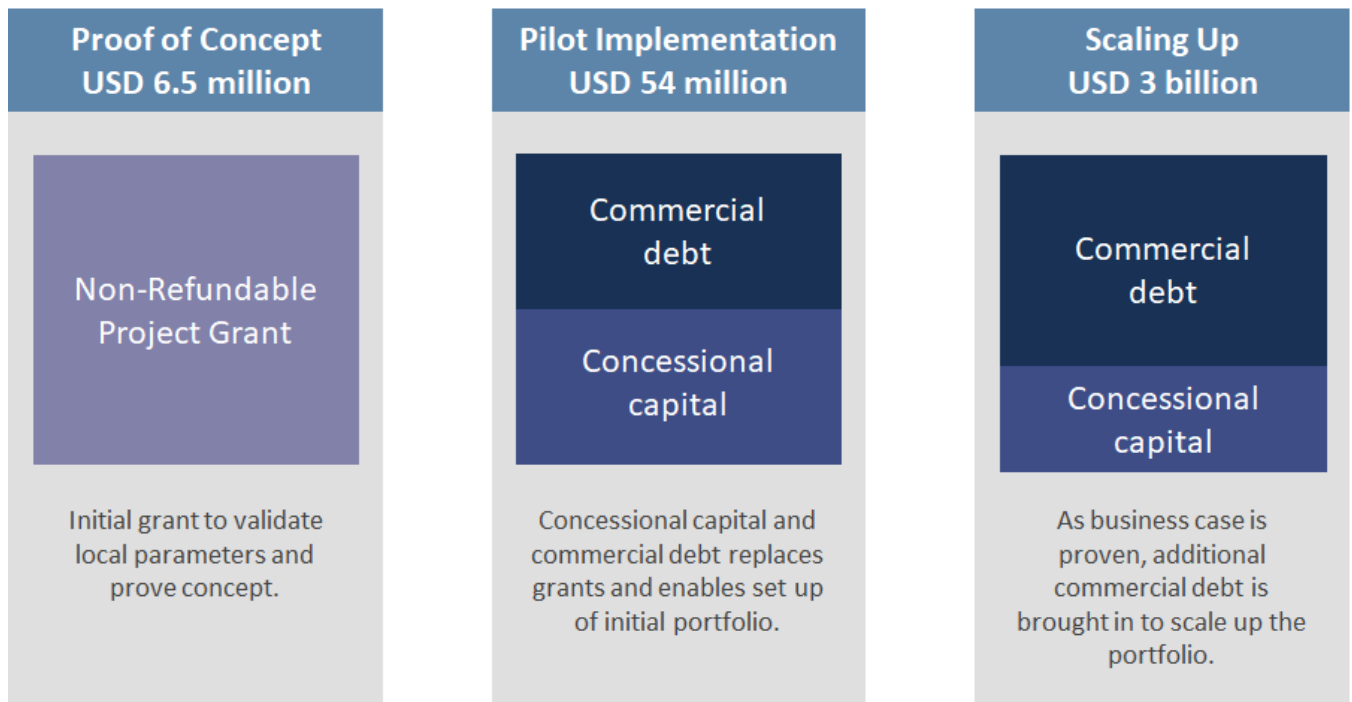 Proof of Concept
USD 6.5 million
Non-Refundable
Project Grant
Initial grant to validate
local parameters and
prove concept.
Pilot Implementation
USD 54 million
Commercial
debt
Concessional
capital
Concessional capital and
commercial debt replaces
grants and enables set up
of initial portfolio.
Scaling Up
USD 3 billion
Commercial
debt
Concessional
capital
As business case is
proven, additional
commercial debt is
brought in to scale up the
portfolio.